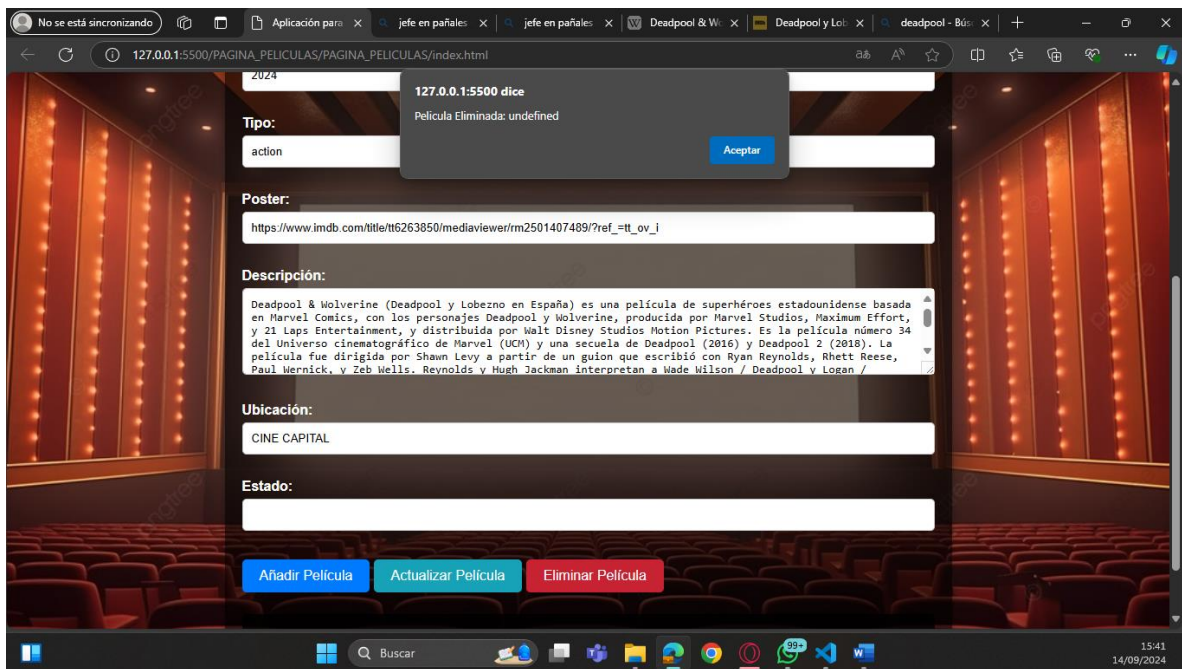 No se está sincronizando
Aplicación para
jefe en pañales
jefe en pañales
Deadpool & Wo
Deadpool y Lob
deadpool - Bús
127.0.0.1:5500/PAGINA_PELICULAS/PAGINA_PELICULAS/index.html
2024
127.0.0.1:5500 dice
Pelicula Eliminada: undefined
Aceptar
Tipo:
action
Poster:
https://www.imdb.com/title/tt6263850/mediaviewer/rm2501407489/?ref_=tt_ov_i
Descripción:
Deadpool & Wolverine (Deadpool y Lobezno en España) es una película de superhéroes estadounidense basada
en Marvel Comics, con los personajes Deadpool y Wolverine, producida por Marvel Studios, Maximum Effort,
y 21 Laps Entertainment, y distribuida por Walt Disney Studios Motion Pictures. Es la película número 34
del Universo cinematográfico de Marvel (UCM) y una secuela de Deadpool (2016) y Deadpool 2 (2018). La
película fue dirigida por Shawn Levy a partir de un guion que escribió con Ryan Reynolds, Rhett Reese,
Paul Wernick, y Zeb Wells. Reynolds y Hugh Jackman interpretan a Wade Wilson / Deadpool y Logan /
Ubicación:
CINE CAPITAL
Estado:
Añadir Película
Actualizar Película
Eliminar Película
Buscar
99+
15:41
14/09/2024